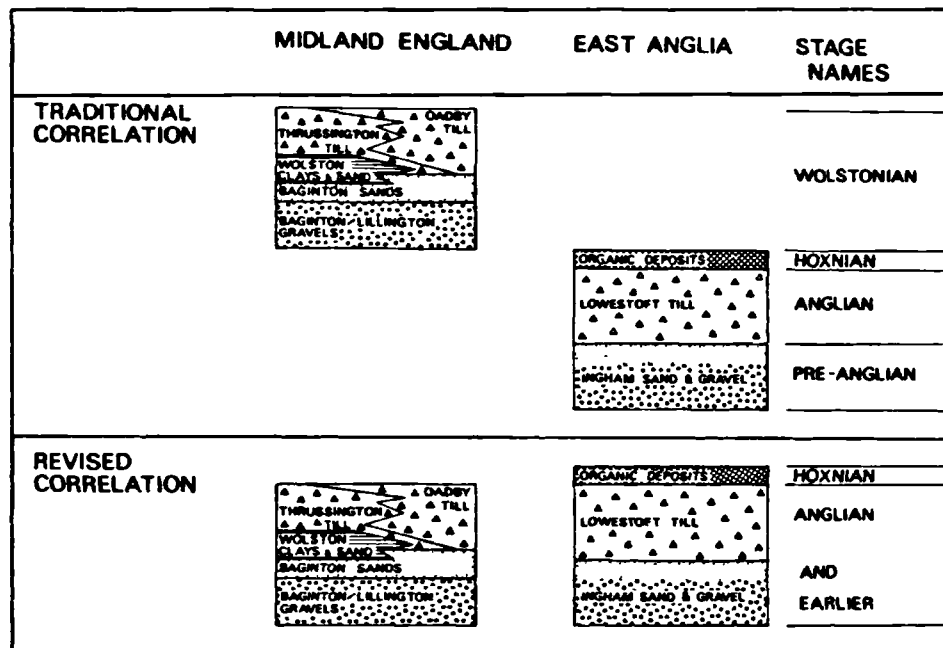 MIDLAND ENGLAND
EAST ANGLIA
STAGE
NAMES
TRADITIONAL
CORRELATION
OADBY
TILL
THRUSSINGTON
TILL
WOLSTON
CLAYS & SAND
BAGINTON SANDS
BAGINTON-LILLINGTON
GRAVELS
ORGANIC DEPOSITS
LOWESTOFT TILL
INGHAM SAND & GRAVEL
WOLSTONIAN
HOXNIAN
ANGLIAN
PRE-ANGLIAN
REVISED
CORRELATION
OADBY
TILL
THRUSSINGTON
TILL
WOLSTON
CLAYS & SAND
BAGINTON SANDS
BAGINTON-LILLINGTON
GRAVELS
ORGANIC DEPOSITS
LOWESTOFT TILL
INGHAM SAND & GRAVEL
HOXNIAN
ANGLIAN
AND
EARLIER